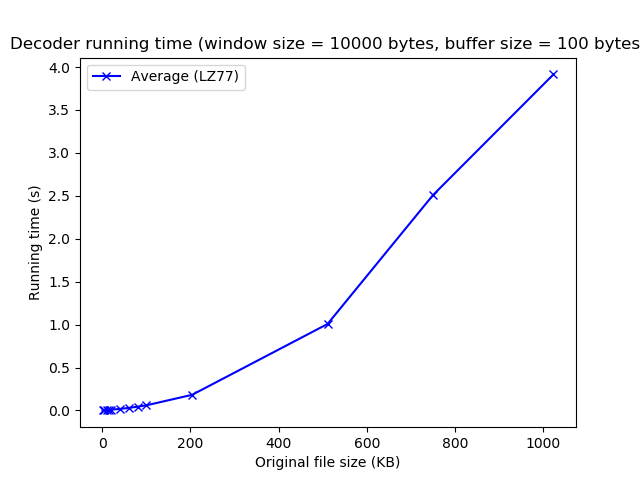 Decoder running time (window size = 10000 bytes, buffer size = 100 bytes
Average (LZ77)
4.0
3.5
3.0
2.5
2.0
1.5
1.0
0.5
0.0
Running time (s)
0 200 400 600 800 1000
Original file size (KB)